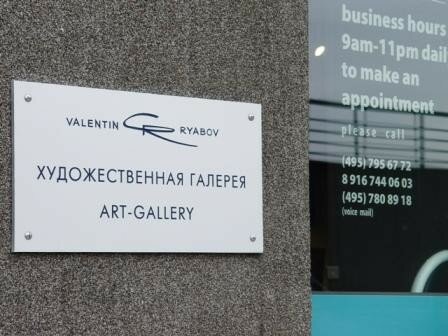 VALENTIN RYABOV
ХУДОЖЕСТВЕННАЯ ГАЛЕРЕЯ
ART-GALLERY
business hours
9am-11pm dail
to make an
appointment
please call
(495) 795 67 72
8 916 744 06 03
(495) 780 89 18
(voice mail)